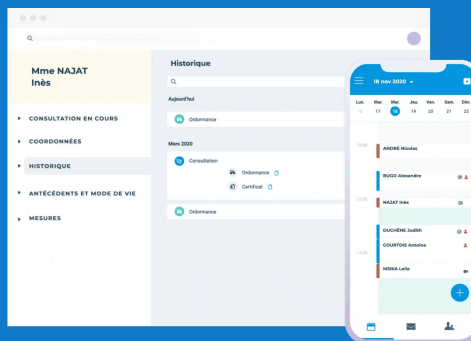 Mme NAJAT
Inès
CONSULTATION EN COURS
COORDONNÉES
HISTORIQUE
ANTÉCÉDENTS ET MODE DE VIE
MESURES
Historique
Aujourd'hui
Ordonnance
Mars 2020
Consultation
Ordonnance
Certificat
Ordonnance
18 nov 2020
Lun. Mar. Mer. Jeu. Ven. Sam. Dim.
16 17 18 19 20 21 22
ANDRÉ Nicolas
BUGO Alexandre
NAJAT Inès
DUCHÊNE Judith
COURTOIS Antoine
MSIKA Leila